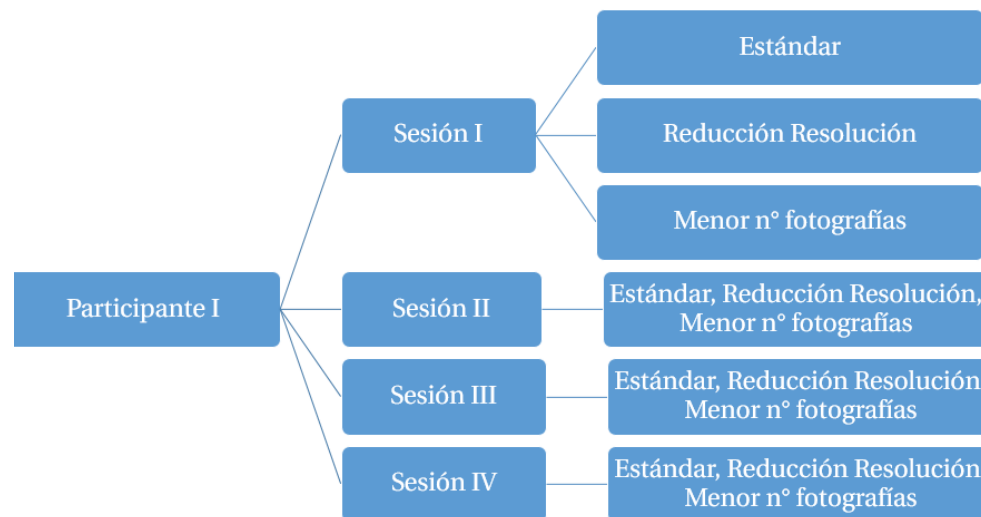 Estándar
Sesión I
Reducción Resolución
Menor n° fotografías
Participante I
Sesión II
Estándar, Reducción Resolución,
Menor n° fotografías
Sesión III
Estándar, Reducción Resolución
Menor n° fotografías
Sesión IV
Estándar, Reducción Resolución
Menor n° fotografías